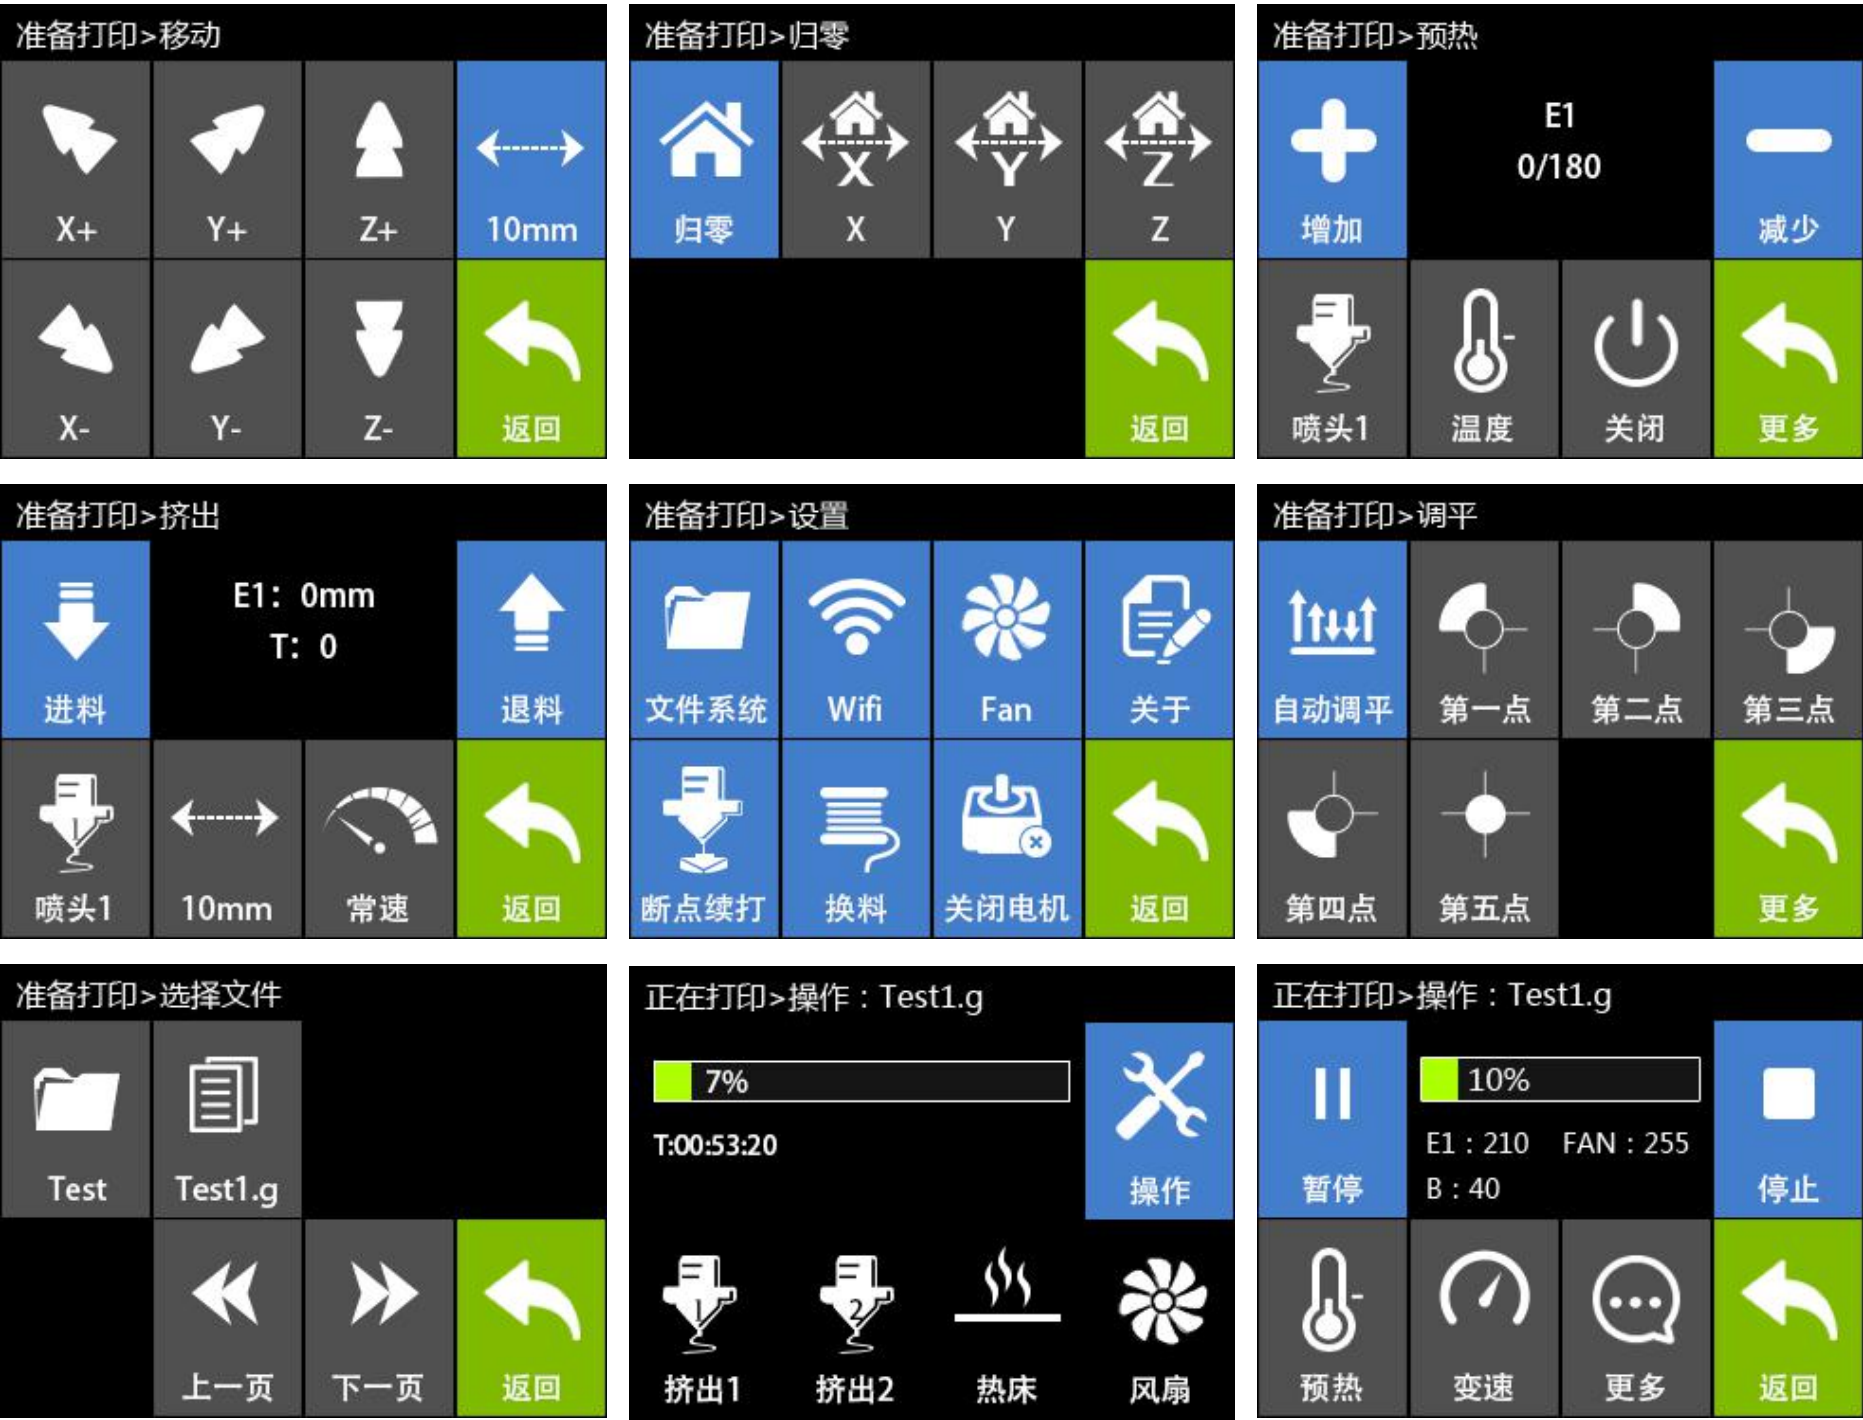 准备打印>移动
X+
Y+
Z+
10mm
X-
Y-
Z-
返回
准备打印>归零
归零
X
X
Y
Y
Z
Z
返回
准备打印>预热
增加
E1
0/180
减少
喷头1
温度
关闭
更多
准备打印>挤出
进料
E1: 0mm
T: 0
退料
1
喷头1
10mm
常速
返回
准备打印>设置
文件系统
Wifi
Fan
关于
断点续打
换料
关闭电机
返回
准备打印>调平
自动调平
第一点
第二点
第三点
第四点
第五点
更多
准备打印>选择文件
Test
Test1.g
上一页
下一页
返回
正在打印>操作：Test1.g
7%
T:00:53:20
操作
1
挤出1
2
挤出2
热床
风扇
正在打印>操作：Test1.g
暂停
10%
E1：210 FAN：255
B：40
停止
预热
变速
更多
返回